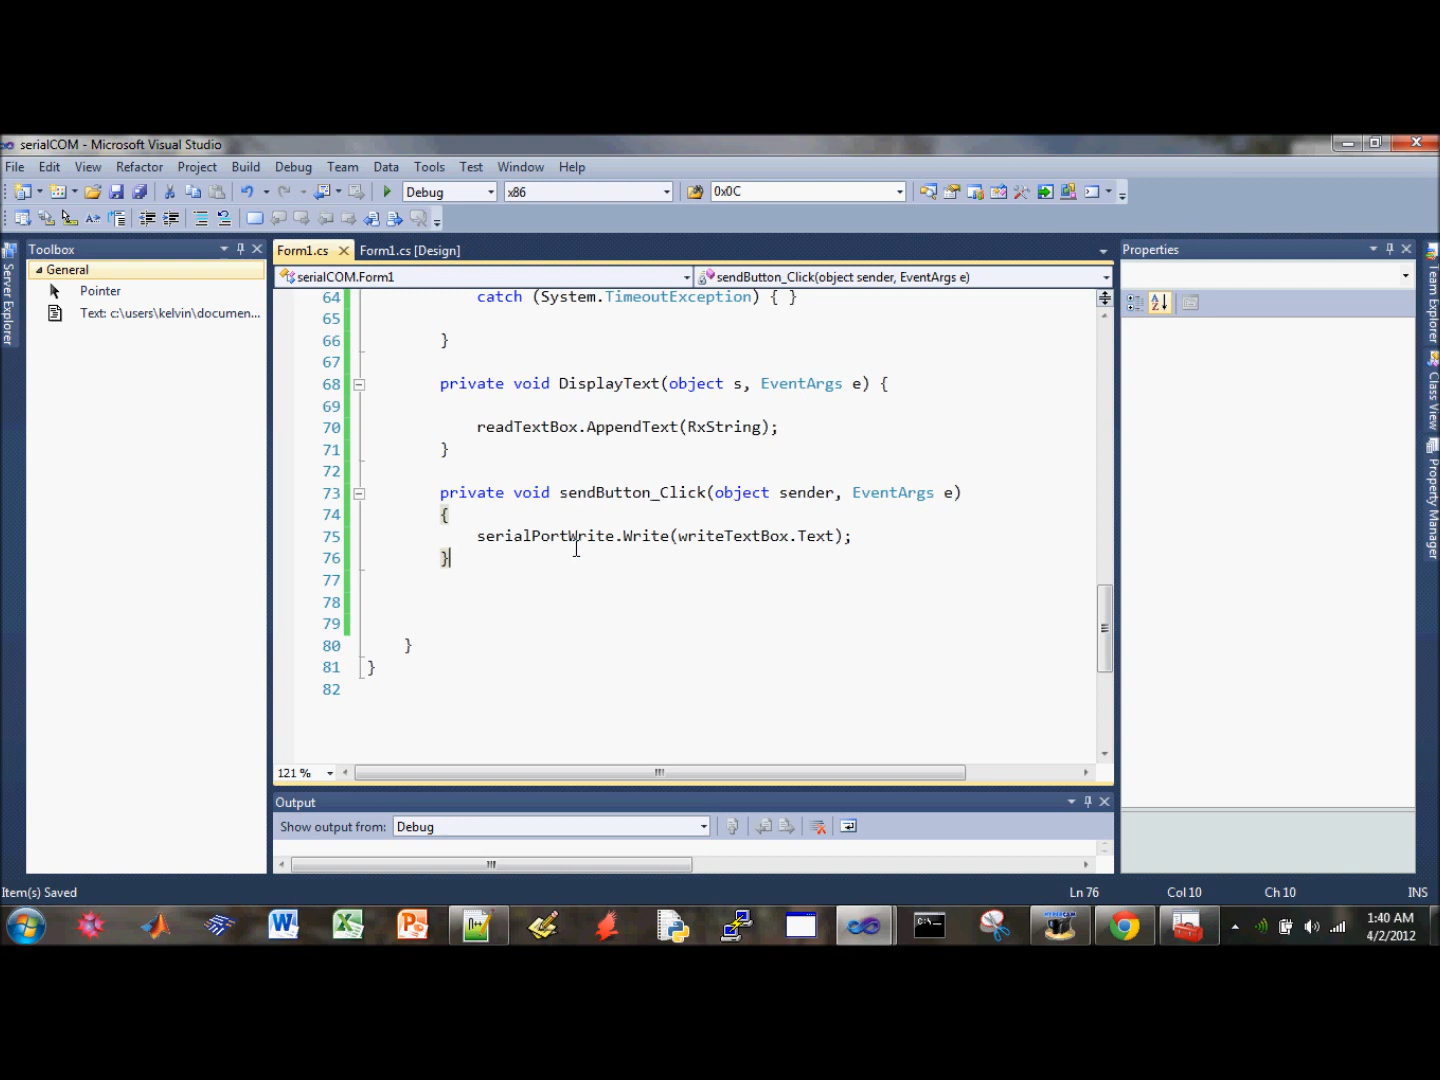 serialCOM - Microsoft Visual Studio
File Edit View Refactor Project Build Debug Team Data Tools Test Window Help
Debug x86 0x0C
Toolbox
General
Pointer
Text: c:\users\kelvin\documen...
Server Explorer
Form1.cs Form1.cs [Design]
serialCOM.Form1 sendButton_Click(object sender, EventArgs e)
64 catch (System.TimeoutException) { }
65
66 }
67
68 private void DisplayText(object s, EventArgs e) {
69
70 readTextBox.AppendText(RxString);
71 }
72
73 private void sendButton_Click(object sender, EventArgs e)
74 {
75 serialPortWrite.Write(writeTextBox.Text);
76 }
77
78
79
80 }
81 }
82
121 %
Output
Show output from: Debug
Properties
Team Explorer
Class View
Property Manager
Item(s) Saved Ln 76 Col 10 Ch 10 INS
1:40 AM
4/2/2012